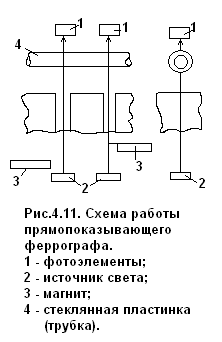 1
1
1
4
3
2
3
2
Рис.4.11. Схема работы
прямопоказывающего
феррографа.
1 - фотоэлементы;
2 - источник света;
3 - магнит;
4 - стеклянная пластинка
(трубка).